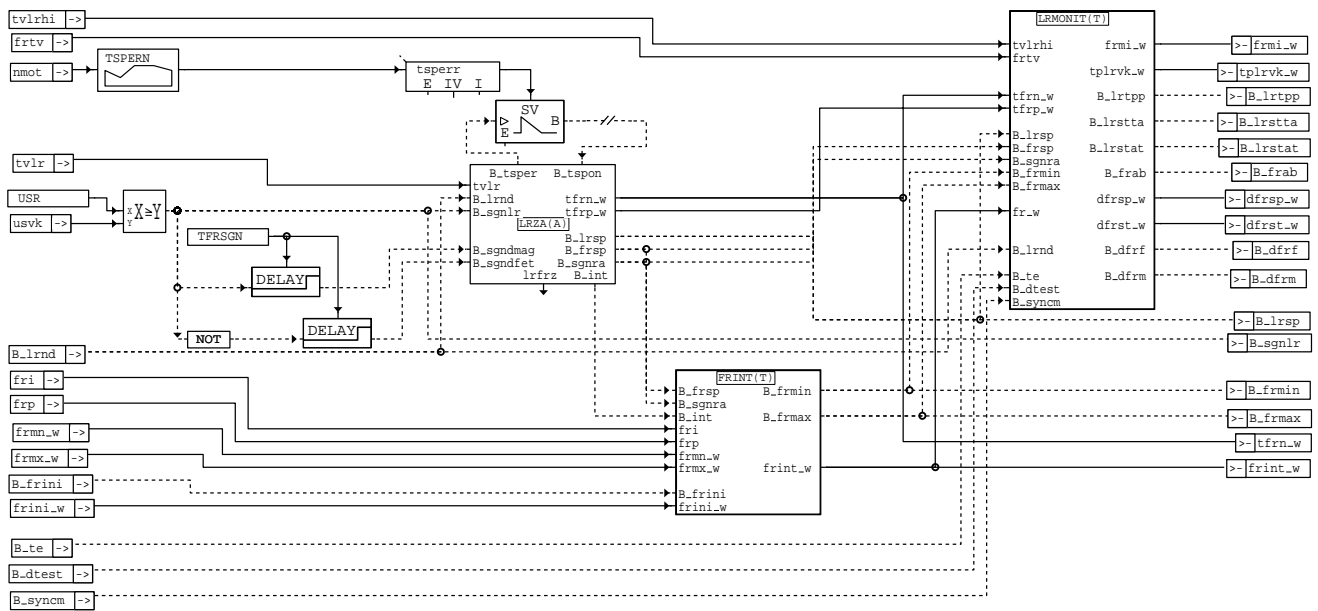 tvlrhi ->
frtv ->
nmot ->
TSPERN
tsperr
E IV I
SV
B
E
tvlr ->
USR
usvk ->
X
Y
X≥Y
TFRSGN
DELAY
DELAY
NOT
B_tsper B_tspon
tvlr
B_lrnd tfrn_w
B_sgnlr tfrp_w
LRZA(A)
B_lrsp
B_sgndmag B_frsp
B_sgndfet B_sgnra
lrfrz B_int
LRMONIT(T)
tvlrhi frmi_w
frtv
tplrvk_w
tfrn_w B_lrtpp
tfrp_w
B_lrstta
B_lrsp
B_frsp B_lrstat
B_sgnra
B_frmin B_frab
B_frmax
dfrsp_w
fr_w
dfrst_w
B_lrnd B_dfrf
B_te B_dfrm
B_dtest
B_syncm
>- frmi_w
>- tplrvk_w
>- B_lrtpp
>- B_lrstta
>- B_lrstat
>- B_frab
>- dfrsp_w
>- dfrst_w
>- B_dfrf
>- B_dfrm
>- B_lrsp
>- B_sgnlr
B_lrnd ->
fri ->
frp ->
frmn_w ->
frmx_w ->
B_frini ->
frini_w ->
FRINT(T)
B_frsp B_frmin
B_sgnra
B_int B_frmax
fri
frp
frmn_w
frmx_w frint_w
B_frini
frini_w
>- B_frmin
>- B_frmax
>- tfrn_w
>- frint_w
B_te ->
B_dtest ->
B_syncm ->